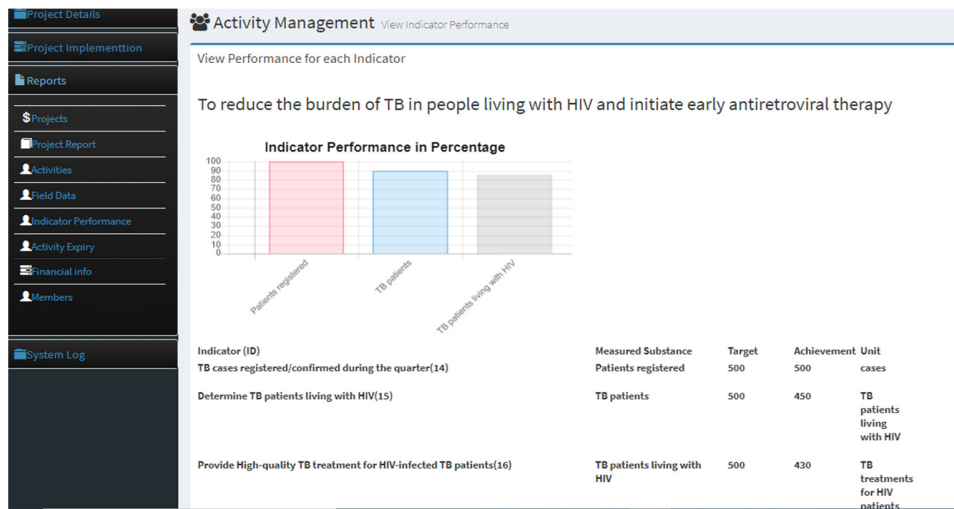 Project Details
Project Implementtion
Reports
$Projects
Project Report
Activities
Field Data
Indicator Performance
Activity Expiry
Financial info
Members
System Log
Activity Management View Indicator Performance
View Performance for each Indicator
To reduce the burden of TB in people living with HIV and initiate early antiretroviral therapy
Indicator Performance in Percentage
100
90
80
70
60
50
40
30
20
10
0
Patients registered
TB patients
TB patients living with HIV
Indicator (ID) Measured Substance Target Achievement Unit
TB cases registered/confirmed during the quarter(14) Patients registered 500 500 cases
Determine TB patients living with HIV(15) TB patients 500 450 TB
patients
living
with HIV
Provide High-quality TB treatment for HIV-infected TB patients(16) TB patients living with 500 430 TB
HIV treatments
for HIV
patients